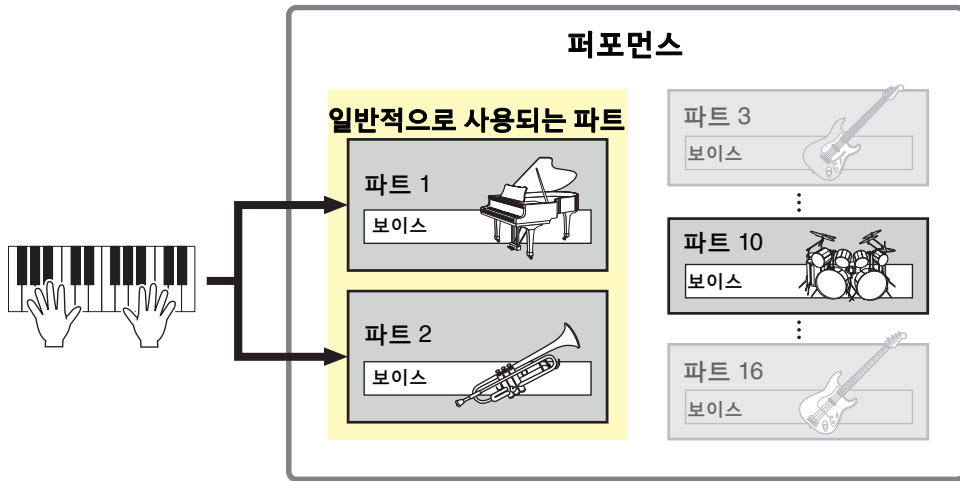 퍼포먼스
일반적으로 사용되는 파트
파트 1
보이스
파트 2
보이스
파트 3
보이스
파트 10
보이스
파트 16
보이스